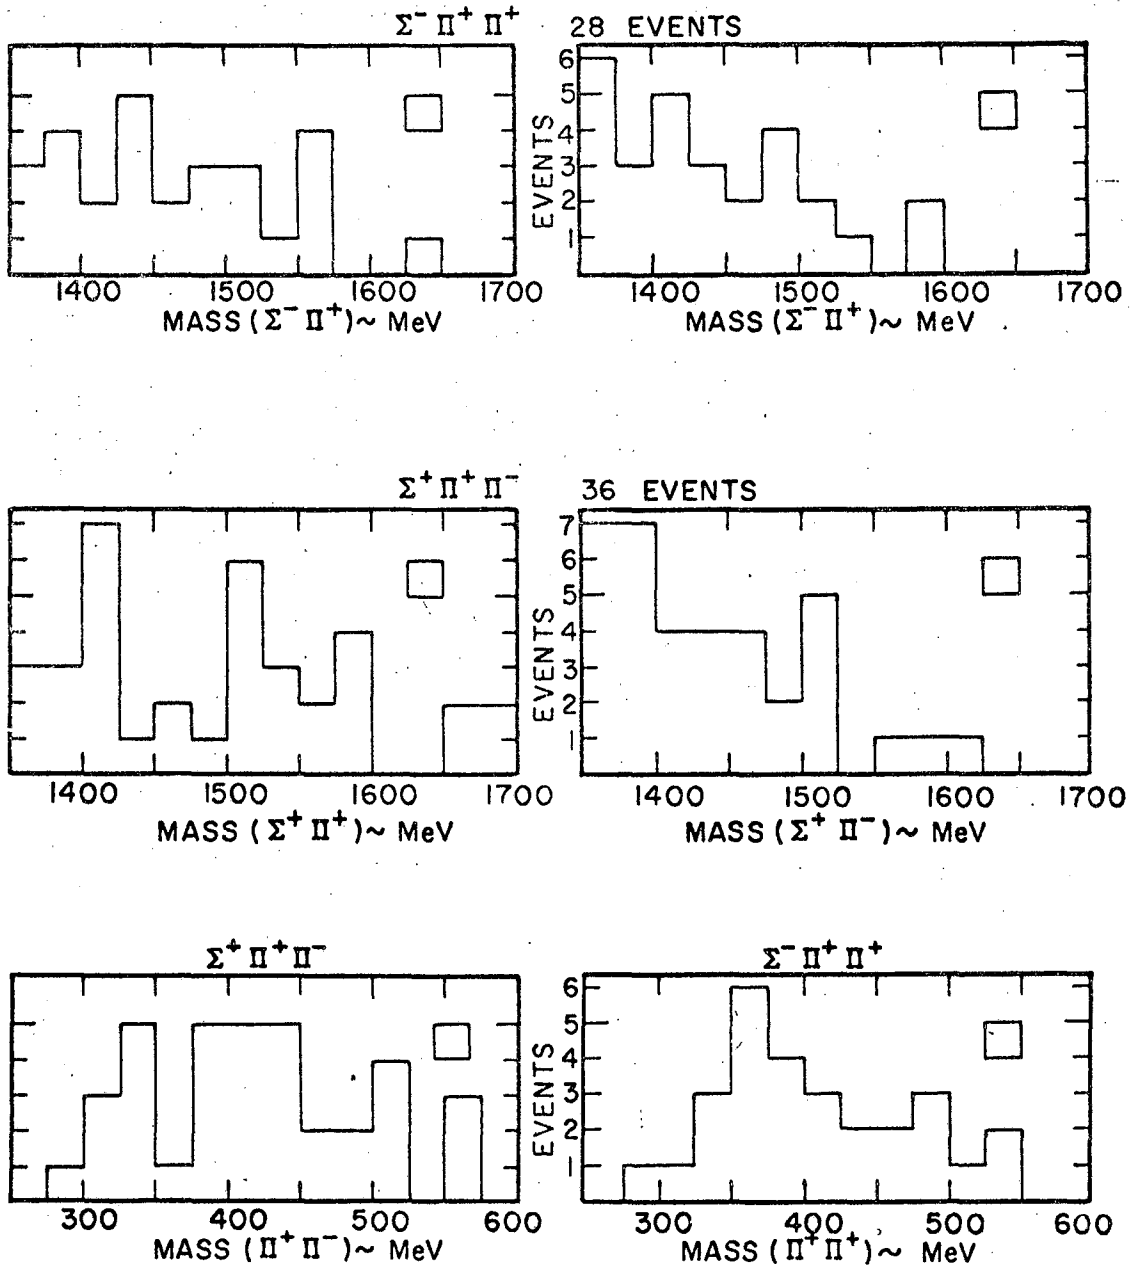 Σ⁻ Π⁺ Π⁺ 28 EVENTS
6
5
4
3
2
1
EVENTS
1400 1500 1600 1700 1400 1500 1600 1700
MASS (Σ⁻ Π⁺) ~ MeV MASS (Σ⁻ Π⁺) ~ MeV
Σ⁺ Π⁺ Π⁻ 36 EVENTS
7
6
5
4
3
2
1
EVENTS
1400 1500 1600 1700 1400 1500 1600 1700
MASS (Σ⁺ Π⁺) ~ MeV MASS (Σ⁺ Π⁻) ~ MeV
Σ⁺ Π⁺ Π⁻ Σ⁻ Π⁺ Π⁺
6
5
4
3
2
1
EVENTS
300 400 500 600 300 400 500 600
MASS (Π⁺ Π⁻) ~ MeV MASS (Π⁺ Π⁺) ~ MeV